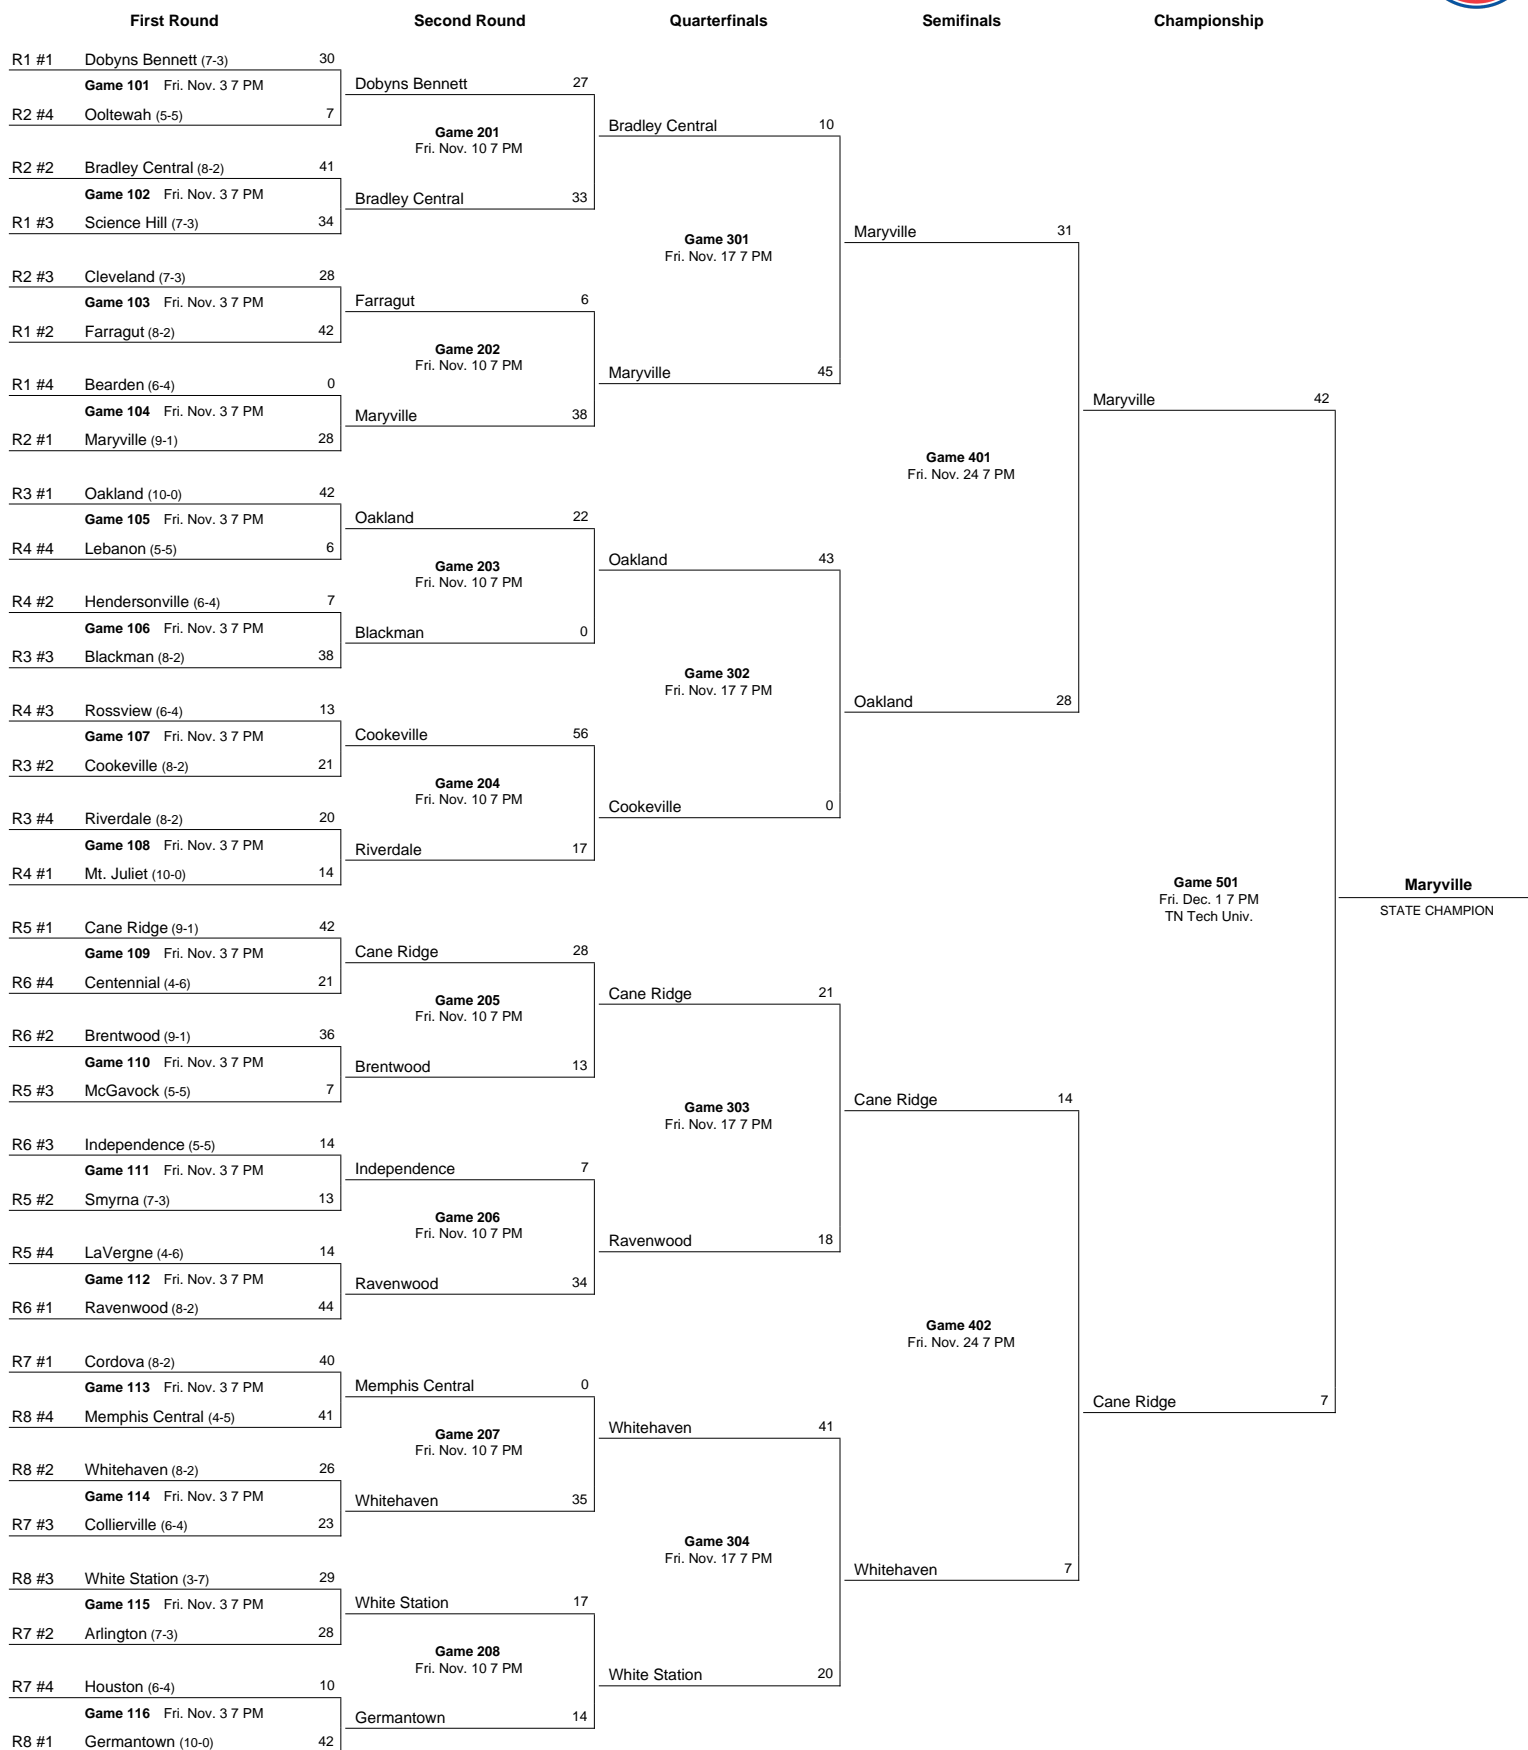 First Round
Second Round
Quarterfinals
Semifinals
Championship
R1 #1 Dobyns Bennett (7-3) 30
Game 101 Fri. Nov. 3 7 PM
R2 #4 Ooltewah (5-5) 7
R2 #2 Bradley Central (8-2) 41
Game 102 Fri. Nov. 3 7 PM
R1 #3 Science Hill (7-3) 34
R2 #3 Cleveland (7-3) 28
Game 103 Fri. Nov. 3 7 PM
R1 #2 Farragut (8-2) 42
R1 #4 Bearden (6-4) 0
Game 104 Fri. Nov. 3 7 PM
R2 #1 Maryville (9-1) 28
R3 #1 Oakland (10-0) 42
Game 105 Fri. Nov. 3 7 PM
R4 #4 Lebanon (5-5) 6
R4 #2 Hendersonville (6-4) 7
Game 106 Fri. Nov. 3 7 PM
R3 #3 Blackman (8-2) 38
R4 #3 Rossview (6-4) 13
Game 107 Fri. Nov. 3 7 PM
R3 #2 Cookeville (8-2) 21
R3 #4 Riverdale (8-2) 20
Game 108 Fri. Nov. 3 7 PM
R4 #1 Mt. Juliet (10-0) 14
R5 #1 Cane Ridge (9-1) 42
Game 109 Fri. Nov. 3 7 PM
R6 #4 Centennial (4-6) 21
R6 #2 Brentwood (9-1) 36
Game 110 Fri. Nov. 3 7 PM
R5 #3 McGavock (5-5) 7
R6 #3 Independence (5-5) 14
Game 111 Fri. Nov. 3 7 PM
R5 #2 Smyrna (7-3) 13
R5 #4 LaVergne (4-6) 14
Game 112 Fri. Nov. 3 7 PM
R6 #1 Ravenwood (8-2) 44
R7 #1 Cordova (8-2) 40
Game 113 Fri. Nov. 3 7 PM
R8 #4 Memphis Central (4-5) 41
R8 #2 Whitehaven (8-2) 26
Game 114 Fri. Nov. 3 7 PM
R7 #3 Collierville (6-4) 23
R8 #3 White Station (3-7) 29
Game 115 Fri. Nov. 3 7 PM
R7 #2 Arlington (7-3) 28
R7 #4 Houston (6-4) 10
Game 116 Fri. Nov. 3 7 PM
R8 #1 Germantown (10-0) 42
Dobyns Bennett 27
Game 201
Fri. Nov. 10 7 PM
Bradley Central 33
Farragut 6
Game 202
Fri. Nov. 10 7 PM
Maryville 38
Oakland 22
Game 203
Fri. Nov. 10 7 PM
Blackman 0
Cookeville 56
Game 204
Fri. Nov. 10 7 PM
Riverdale 17
Cane Ridge 28
Game 205
Fri. Nov. 10 7 PM
Brentwood 13
Independence 7
Game 206
Fri. Nov. 10 7 PM
Ravenwood 34
Memphis Central 0
Game 207
Fri. Nov. 10 7 PM
Whitehaven 35
White Station 17
Game 208
Fri. Nov. 10 7 PM
Germantown 14
Bradley Central 10
Game 301
Fri. Nov. 17 7 PM
Maryville 45
Oakland 43
Game 302
Fri. Nov. 17 7 PM
Cookeville 0
Cane Ridge 21
Game 303
Fri. Nov. 17 7 PM
Ravenwood 18
Whitehaven 41
Game 304
Fri. Nov. 17 7 PM
White Station 20
Maryville 31
Game 401
Fri. Nov. 24 7 PM
Oakland 28
Cane Ridge 14
Game 402
Fri. Nov. 24 7 PM
Whitehaven 7
Maryville 42
Game 501
Fri. Dec. 1 7 PM
TN Tech Univ.
Cane Ridge 7
Maryville
STATE CHAMPION